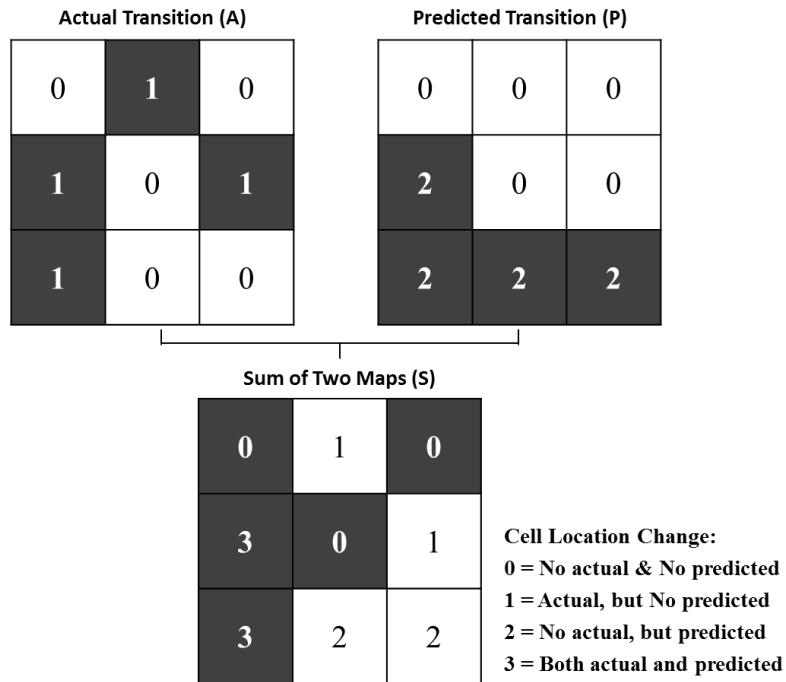 Actual Transition (A) Predicted Transition (P)
0 1 0 0 0 0
1 0 1 2 0 0
1 0 0 2 2 2
Sum of Two Maps (S)
0 1 0
3 0 1
3 2 2
Cell Location Change:
0 = No actual & No predicted
1 = Actual, but No predicted
2 = No actual, but predicted
3 = Both actual and predicted